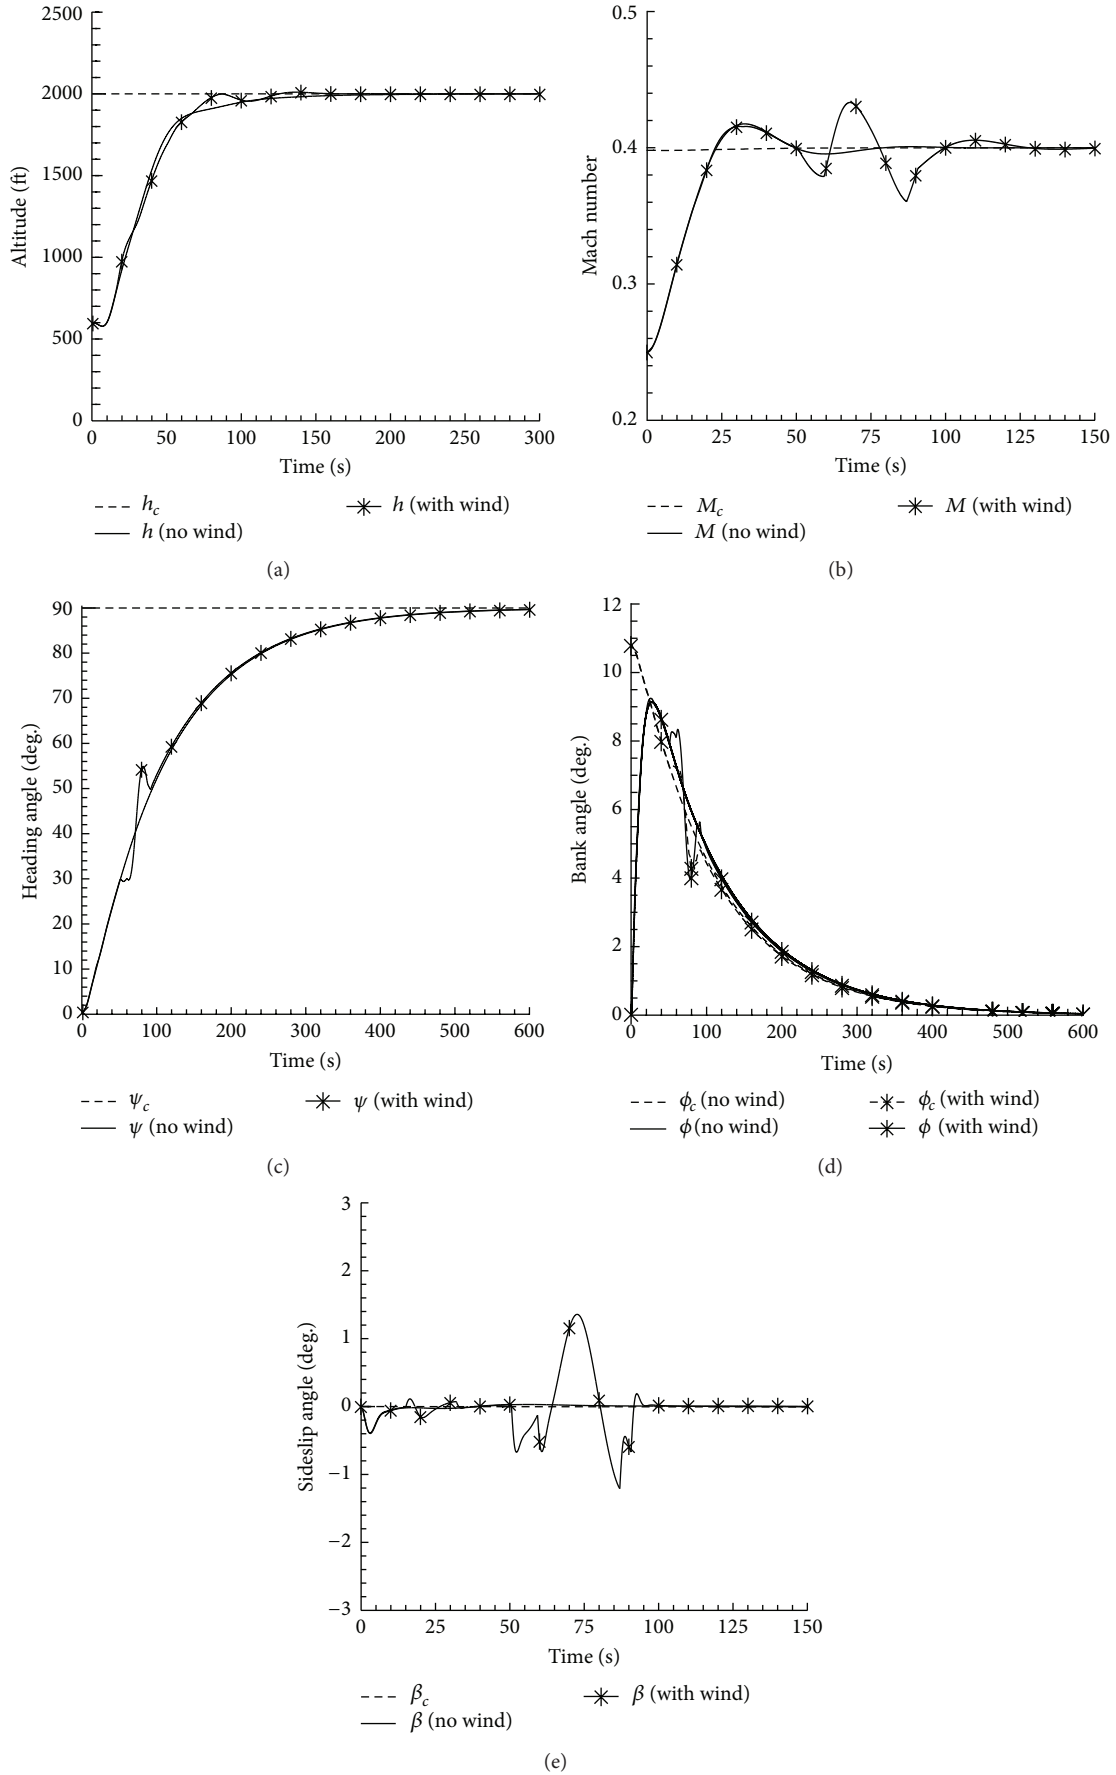 2500
2000
1500
1000
500
0
Altitude (ft)
0 50 100 150 200 250 300
Time (s)
h_c
h (no wind)
h (with wind)
(a)
0.5
0.4
0.3
0.2
Mach number
0 25 50 75 100 125 150
Time (s)
M_c
M (no wind)
M (with wind)
(b)
90
80
70
60
50
40
30
20
10
0
Heading angle (deg.)
0 100 200 300 400 500 600
Time (s)
ψ_c
ψ (no wind)
ψ (with wind)
(c)
12
10
8
6
4
2
0
Bank angle (deg.)
0 100 200 300 400 500 600
Time (s)
ϕ_c (no wind)
ϕ(no wind)
ϕ_c (with wind)
ϕ (with wind)
(d)
3
2
1
0
−1
−2
−3
Sideslip angle (deg.)
0 25 50 75 100 125 150
Time (s)
β_c
β (no wind)
β (with wind)
(e)